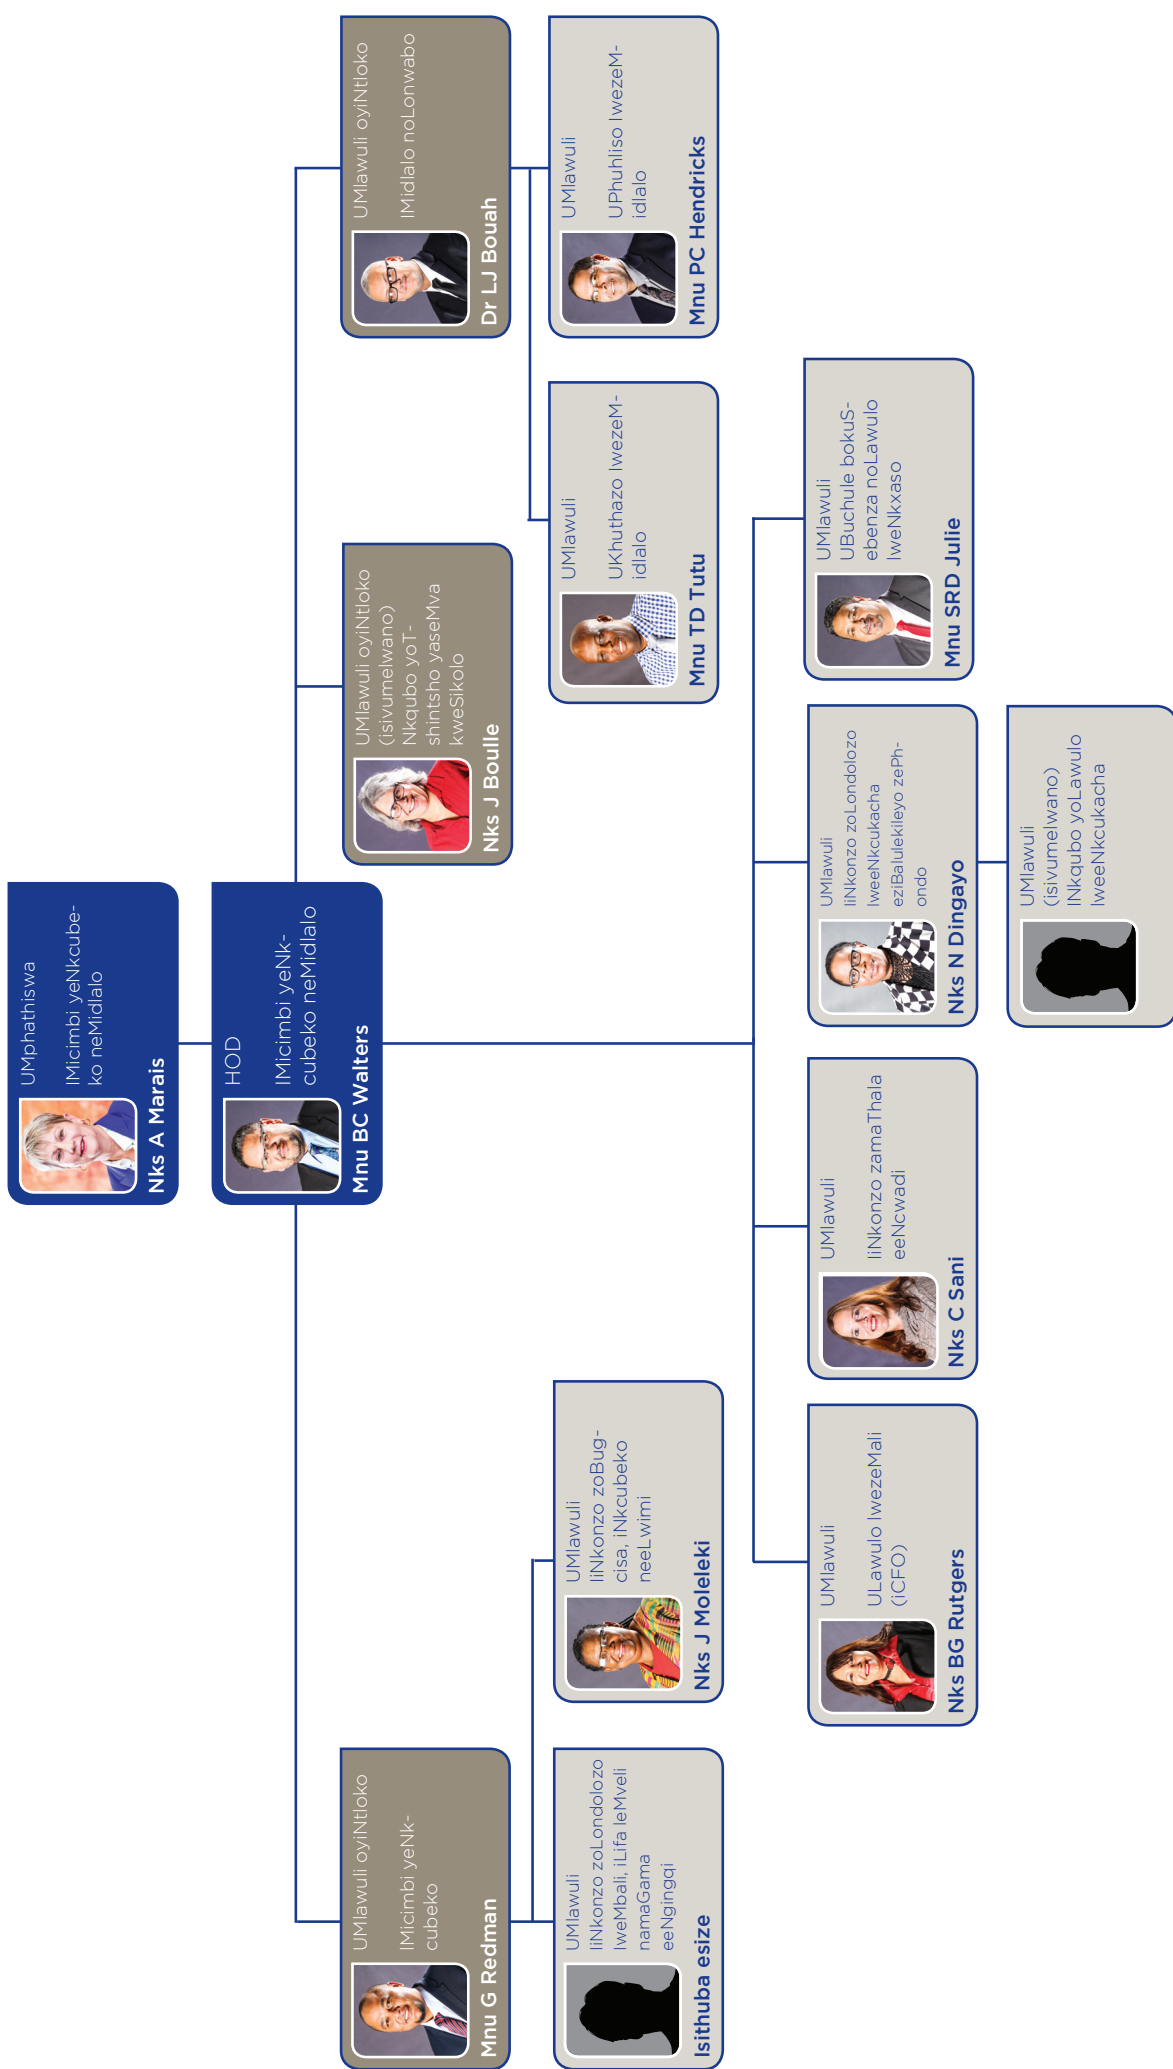 UMphathiswa
IMicimbi yeNkcube-
ko neMidlalo
Nks A Marais
HOD
IMicimbi yeNk-
cubeko neMidlalo
Mnu BC Walters
UMlawuli oyiNtloko
IMicimbi yeNk-
cubeko
Mnu G Redman
UMlawuli oyiNtloko
(isivumelwano)
Nkqubo yoT-
shintsho yaseMva
kweSikolo
Nks J Boulle
UMlawuli oyiNtloko
IMidlalo noLonwabo
Dr LJ Bouah
UMlawuli
IiNkonzo zoLondolozo
lweMbali, iLifa leMveli
namaGama
eeNgingqi
Isithuba esize
UMlawuli
IiNkonzo zoBug-
cisa, iNkcubeko
neeLwimi
Nks J Moleleki
UMlawuli
UKhuthazo lwezeM-
idlalo
Mnu TD Tutu
UMlawuli
UPhuhliso lwezeM-
idlalo
Mnu PC Hendricks
UMlawuli
ULawulo lwezeMali
(iCFO)
Nks BG Rutgers
UMlawuli
IiNkonzo zamaThala
eeNcwadi
Nks C Sani
UMlawuli
IiNkonzo zoLondolozo
lweeNkcukacha
eziBalulekileyo zePh-
ondo
Nks N Dingayo
UMlawuli
UBuchule bokuS-
ebenza noLawulo
lweNkxaso
Mnu SRD Julie
UMlawuli
(isivumelwano)
INkqubo yoLawulo
lweeNkcukacha